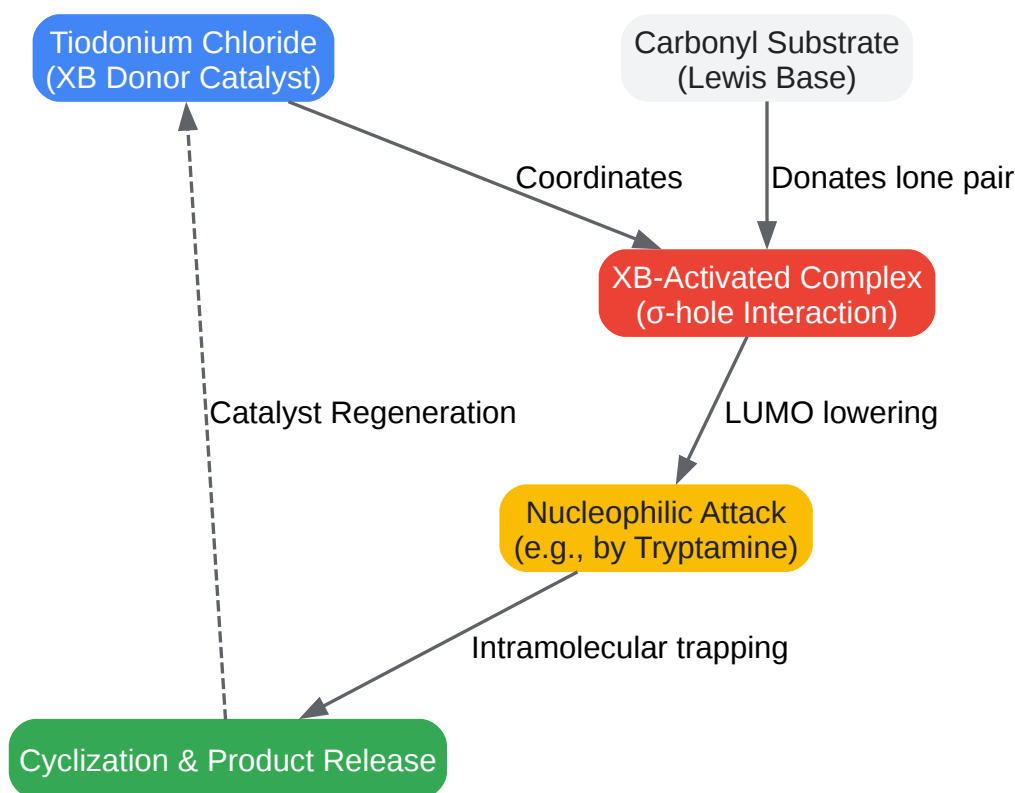 Tiodonium Chloride
(XB Donor Catalyst)
Carbonyl Substrate
(Lewis Base)
Coordinates
Donates lone pair
XB-Activated Complex
(σ-hole Interaction)
Catalyst Regeneration
LUMO lowering
Nucleophilic Attack
(e.g., by Tryptamine)
Intramolecular trapping
Cyclization & Product Release